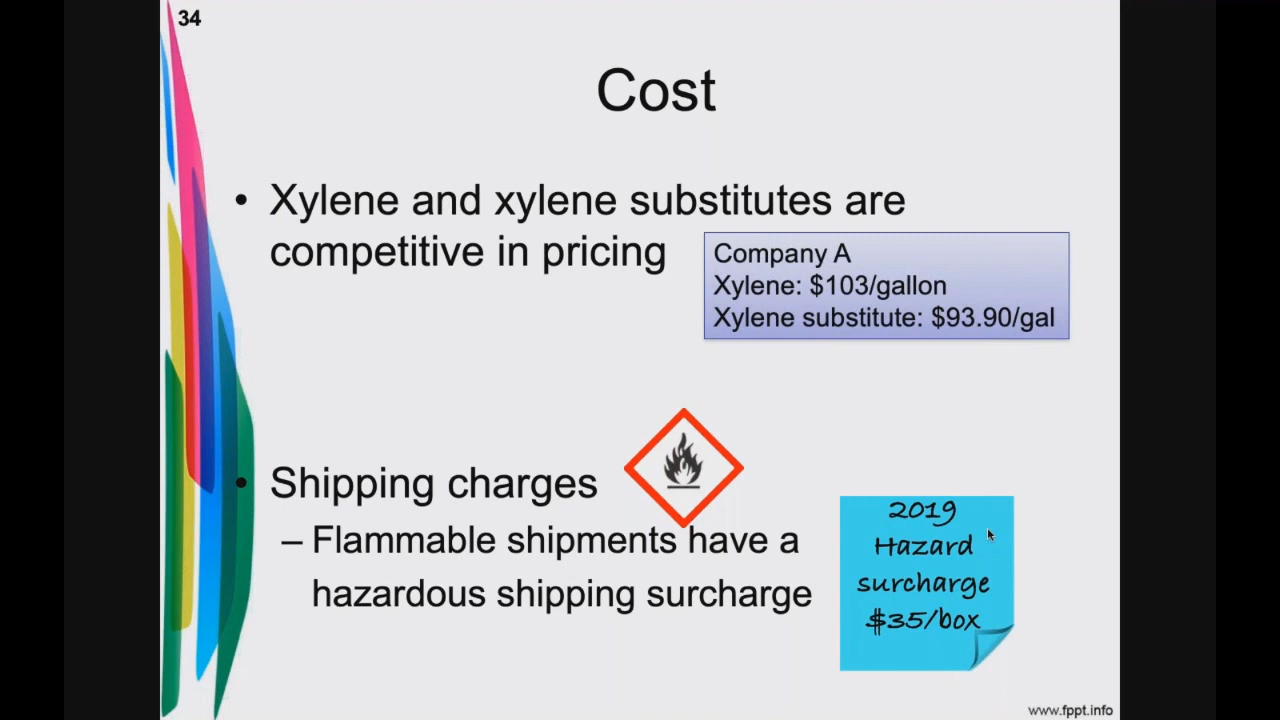 34
Cost
• Xylene and xylene substitutes are
competitive in pricing
Company A
Xylene: $103/gallon
Xylene substitute: $93.90/gal
• Shipping charges
– Flammable shipments have a
hazardous shipping surcharge
2019
Hazard
surcharge
$35/box
www.fppt.info